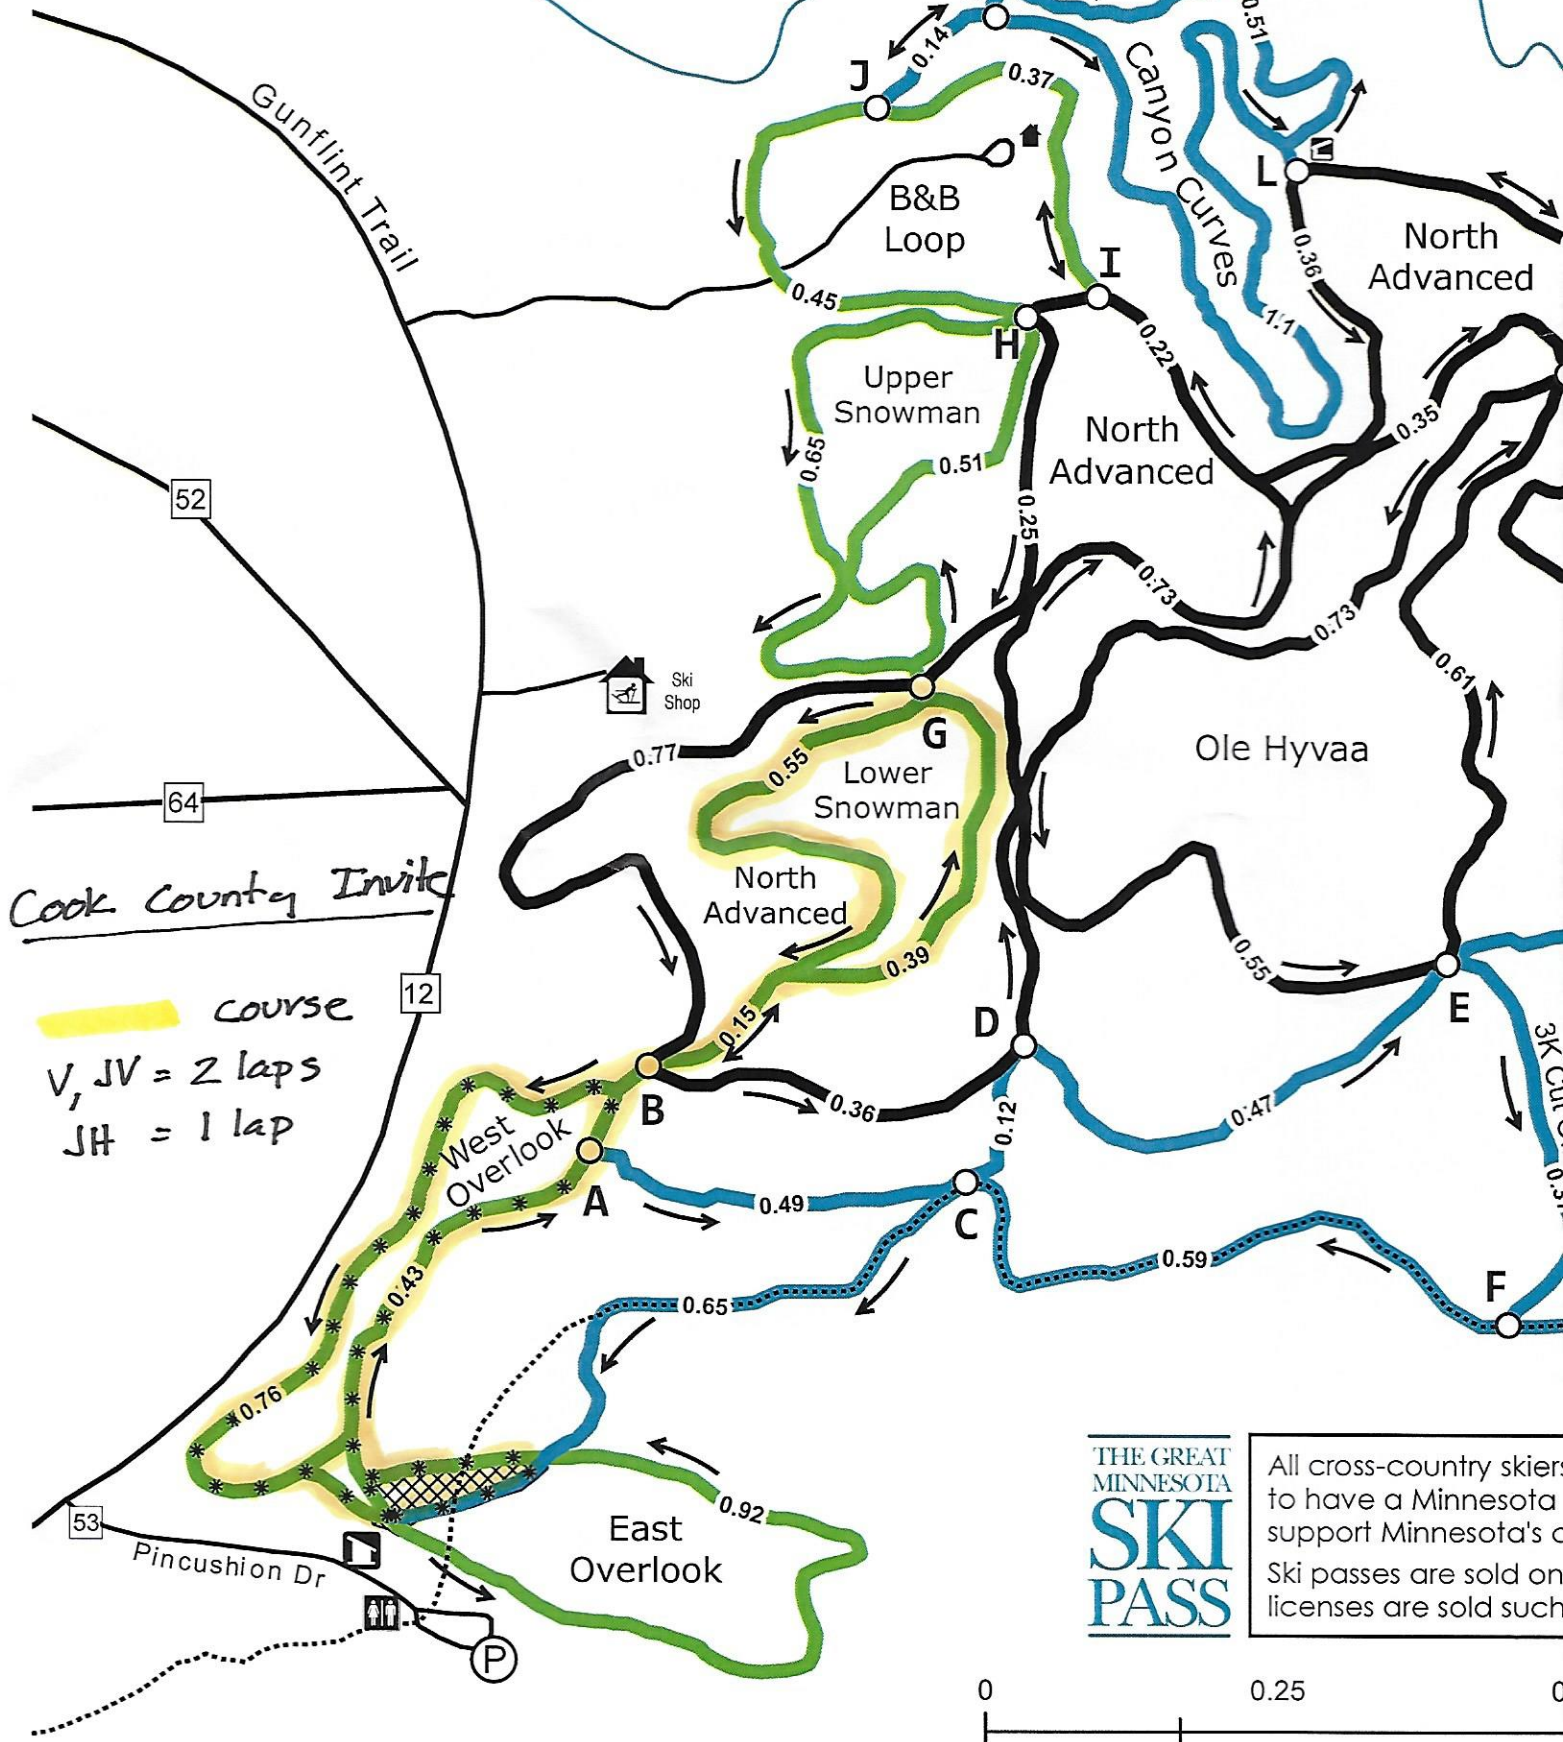 0.51
0.14
J
0.37
Canyon Curves
Gunflint Trail
L
B&B
Loop
0.36
North
Advanced
I
0.45
1.1
H
0.22
Upper
Snowman
0.35
North
Advanced
0.65
0.51
52
0.25
0.73
0.73
0.61
Ski
Shop
G
Ole Hyvaa
0.77
0.55
Lower
Snowman
64
Cook County Invite
North
Advanced
0.39
0.55
12
course
0.15
D
E
V, JV = 2 laps
JH = 1 lap
3K Cut
B
0.36
0.12
0.47
West
Overlook
A
0.49
C
0.59
F
0.43
0.65
0.76
0.92
THE GREAT
MINNESOTA
SKI
PASS
All cross-country skiers
to have a Minnesota
support Minnesota's
Ski passes are sold on
licenses are sold such
53
Pincushion Dr
East
Overlook
P
0
0.25
0